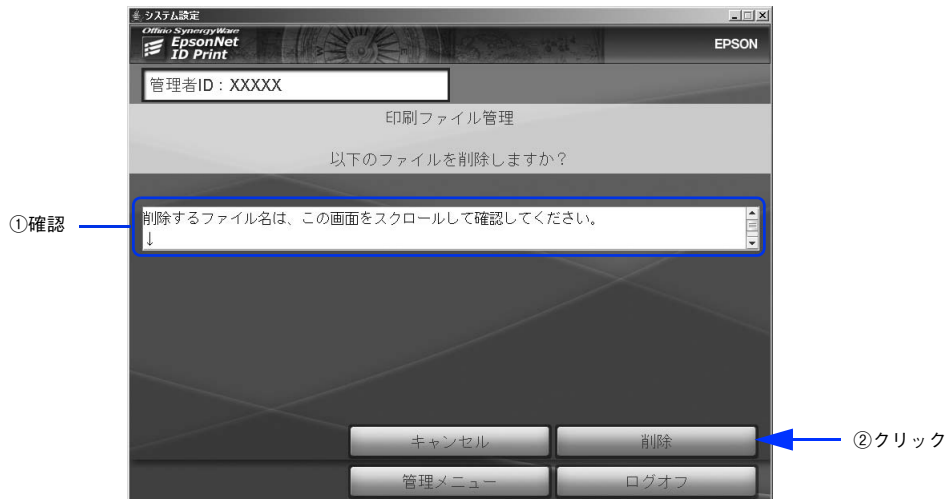 システム設定
Offirio SynergyWare
EpsonNet
ID Print
EPSON
管理者ID：XXXXX
印刷ファイル管理
以下のファイルを削除しますか？
①確認
削除するファイル名は、この画面をスクロールして確認してください。
↓
キャンセル
削除
②クリック
管理メニュー
ログオフ